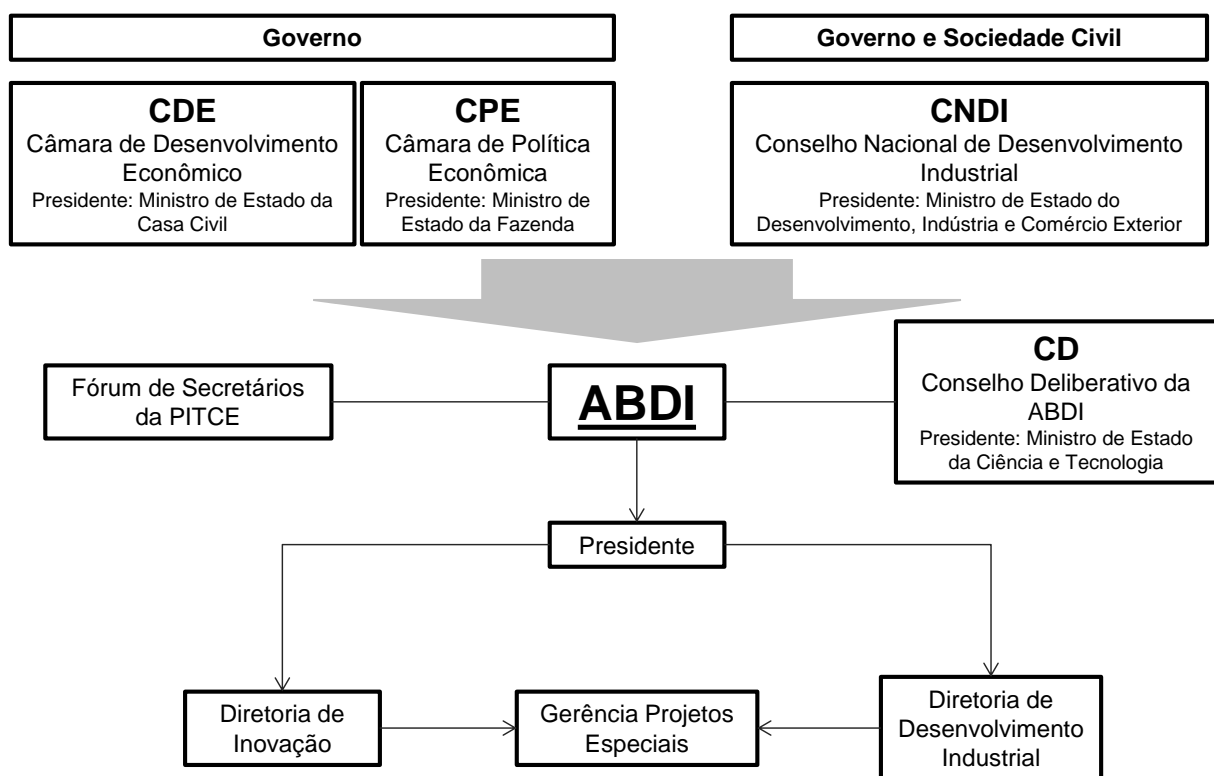 Governo
Governo e Sociedade Civil
CDE
Câmara de Desenvolvimento
Econômico
Presidente: Ministro de Estado da
Casa Civil
CPE
Câmara de Política
Econômica
Presidente: Ministro de
Estado da Fazenda
CNDI
Conselho Nacional de Desenvolvimento
Industrial
Presidente: Ministro de Estado do
Desenvolvimento, Indústria e Comércio Exterior
Fórum de Secretários
da PITCE
ABDI
CD
Conselho Deliberativo da
ABDI
Presidente: Ministro de Estado
da Ciência e Tecnologia
Presidente
Diretoria de
Inovação
Gerência Projetos
Especiais
Diretoria de
Desenvolvimento
Industrial